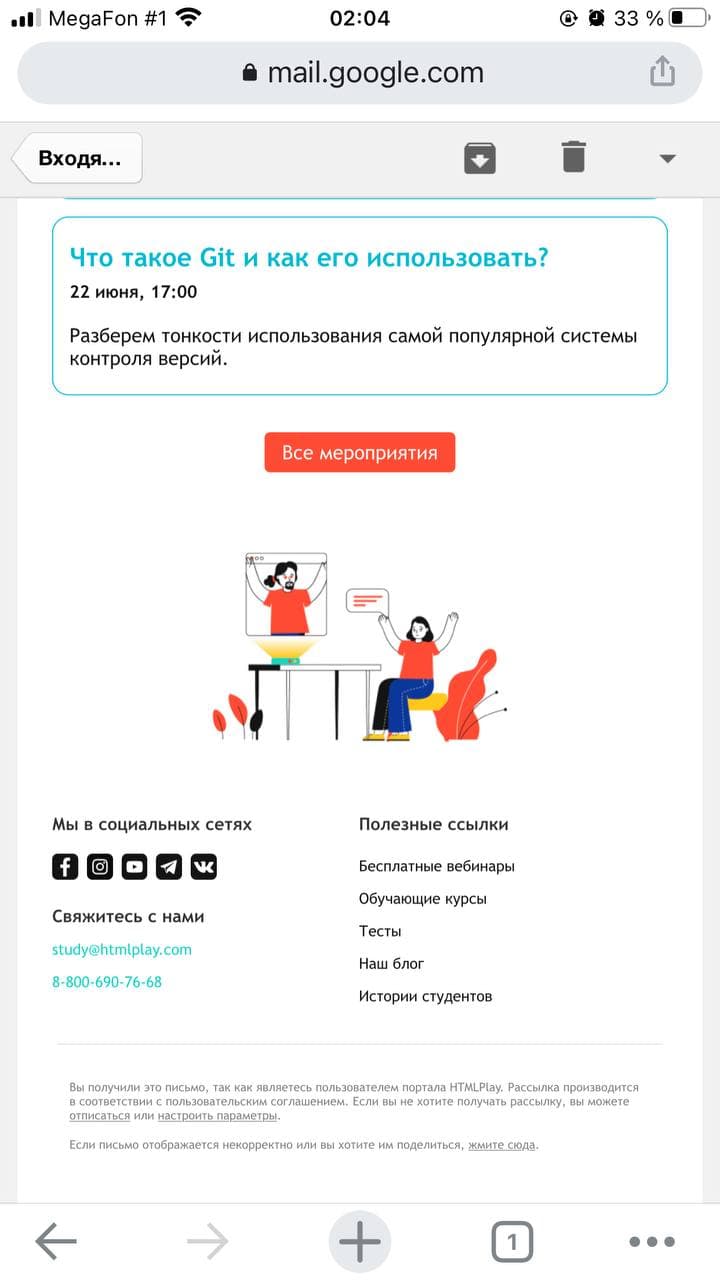 MegaFon #1
02:04
33 %
mail.google.com
Входя...
Что такое Git и как его использовать?
22 июня, 17:00
Разберем тонкости использования самой популярной системы
контроля версий.
Все мероприятия
Мы в социальных сетях
Свяжитесь с нами
study@htmlplay.com
8-800-690-76-68
Полезные ссылки
Бесплатные вебинары
Обучающие курсы
Тесты
Наш блог
Истории студентов
Вы получили это письмо, так как являетесь пользователем портала HTMLPlay. Рассылка производится
в соответствии с пользовательским соглашением. Если вы не хотите получать рассылку, вы можете
отписаться или настроить параметры.
Если письмо отображается некорректно или вы хотите им поделиться, жмите сюда.
1